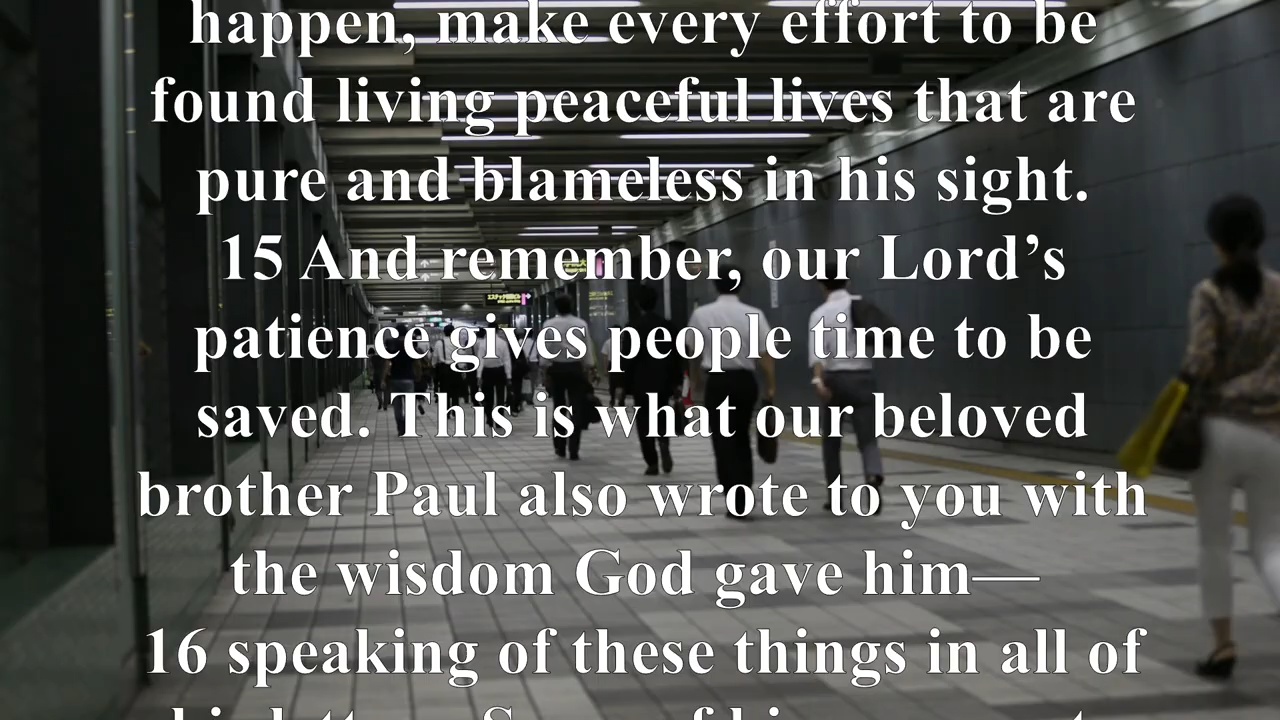 happen, make every effort to be
found living peaceful lives that are
pure and blameless in his sight.
15 And remember, our Lord’s
patience gives people time to be
saved. This is what our beloved
brother Paul also wrote to you with
the wisdom God gave him—
16 speaking of these things in all of